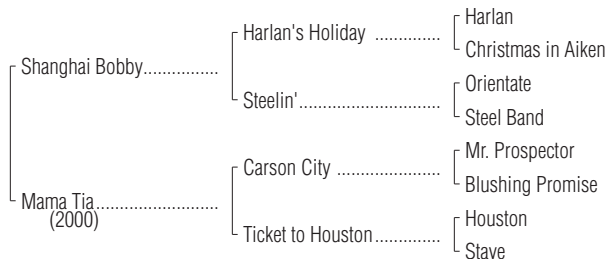 Harlan
Harlan's Holiday ..............
Christmas in Aiken
Shanghai Bobby................
Orientate
Steelin'...............................
Steel Band
Mr. Prospector
Carson City ......................
Blushing Promise
Mama Tia..........................
(2000)
Houston
Ticket to Houston..............
Stave